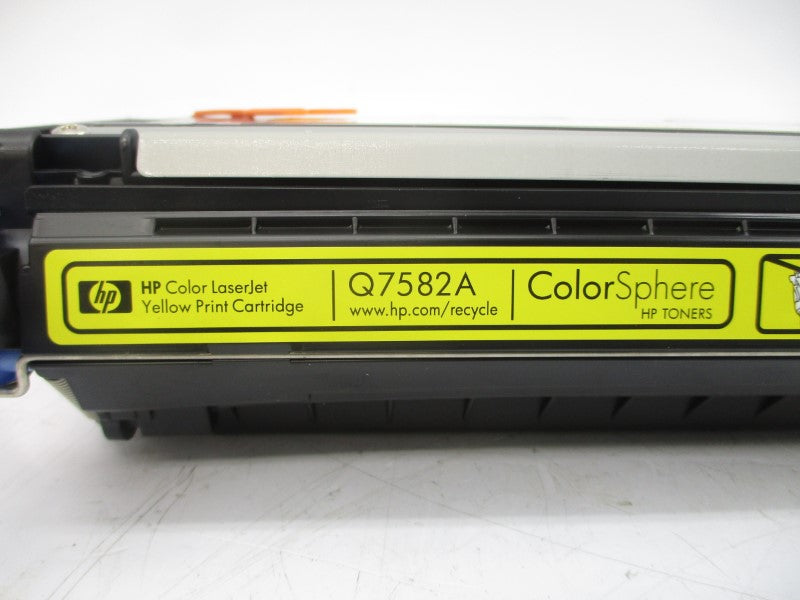 hp
HP Color LaserJet
Yellow Print Cartridge
Q7582A
www.hp.com/recycle
ColorSphere
HP TONERS